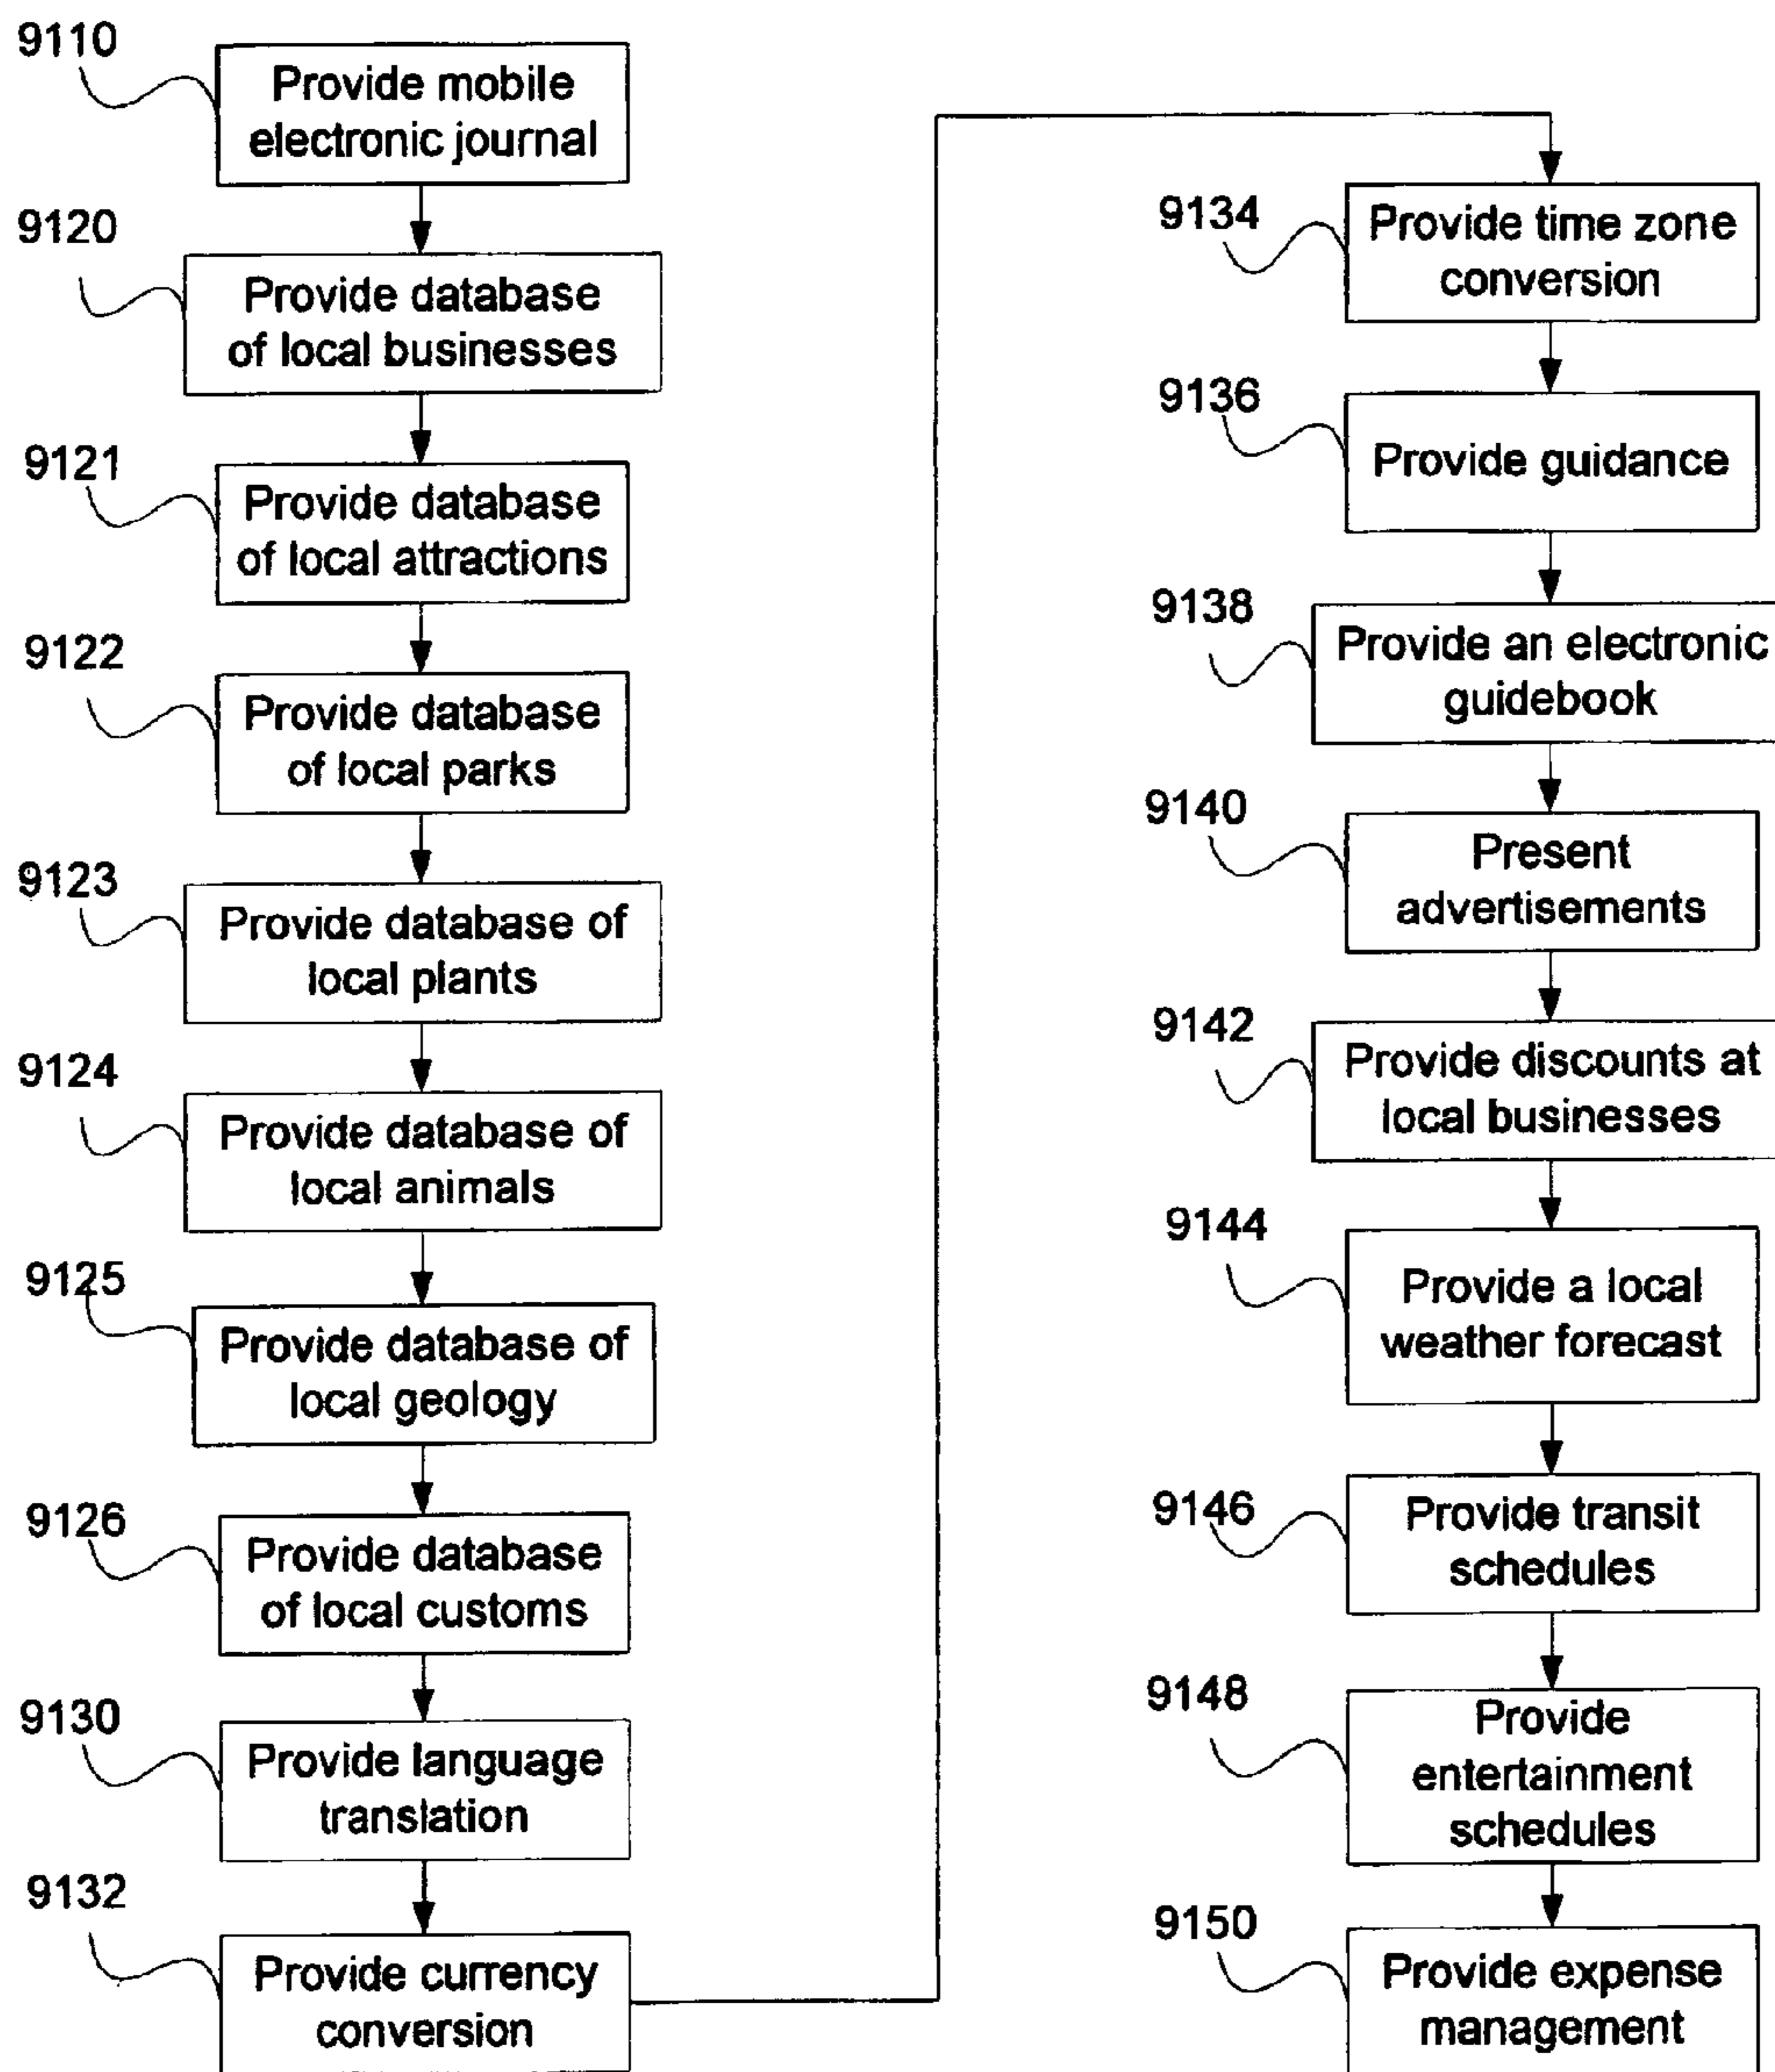 9110
Provide mobile
electronic journal
9120
Provide database
of local businesses
9121
Provide database
of local attractions
9122
Provide database
of local parks
9123
Provide database of
local plants
9124
Provide database of
local animals
9125
Provide database of
local geology
9126
Provide database
of local customs
9130
Provide language
translation
9132
Provide currency
conversion
9134
Provide time zone
conversion
9136
Provide guidance
9138
Provide an electronic
guidebook
9140
Present
advertisements
9142
Provide discounts at
local businesses
9144
Provide a local
weather forecast
9146
Provide transit
schedules
9148
Provide
entertainment
schedules
9150
Provide expense
management